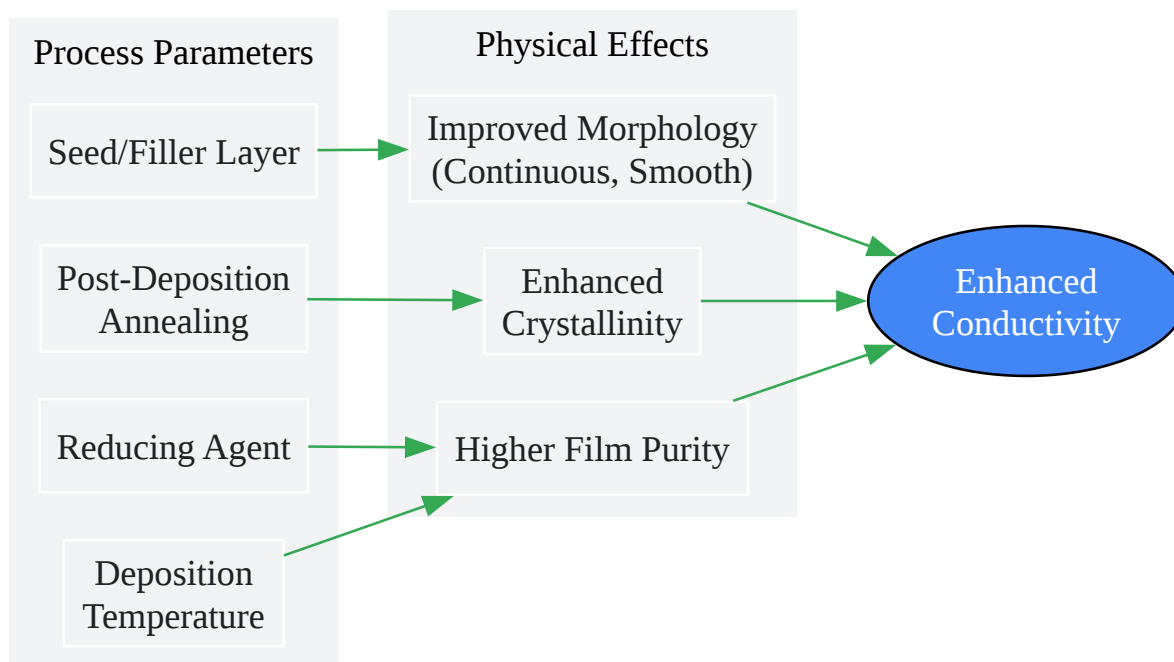 Process Parameters
Seed/Filler Layer
Post-Deposition
Annealing
Reducing Agent
Deposition
Temperature
Physical Effects
Improved Morphology
(Continuous, Smooth)
Enhanced
Crystallinity
Higher Film Purity
Enhanced
Conductivity